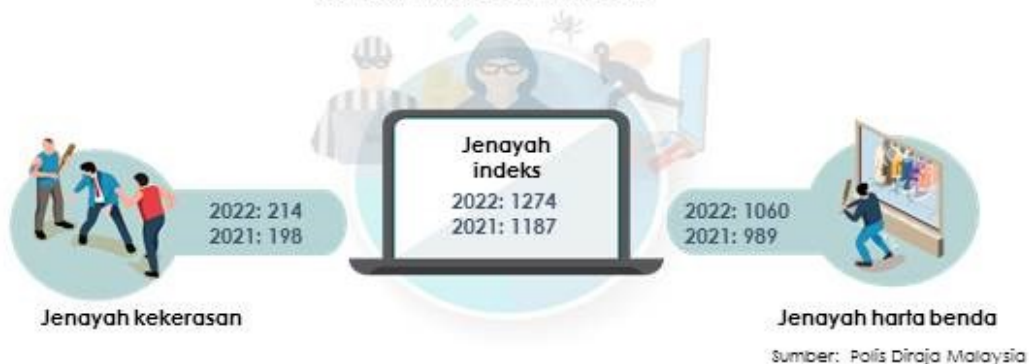 Jenayah
indeks
2022: 1274
2021: 1187
2022: 214
2021: 198
2022: 1060
2021: 989
Jenayah kekerasan
Jenayah harta benda
Sumber: Polis Diraja Malaysia